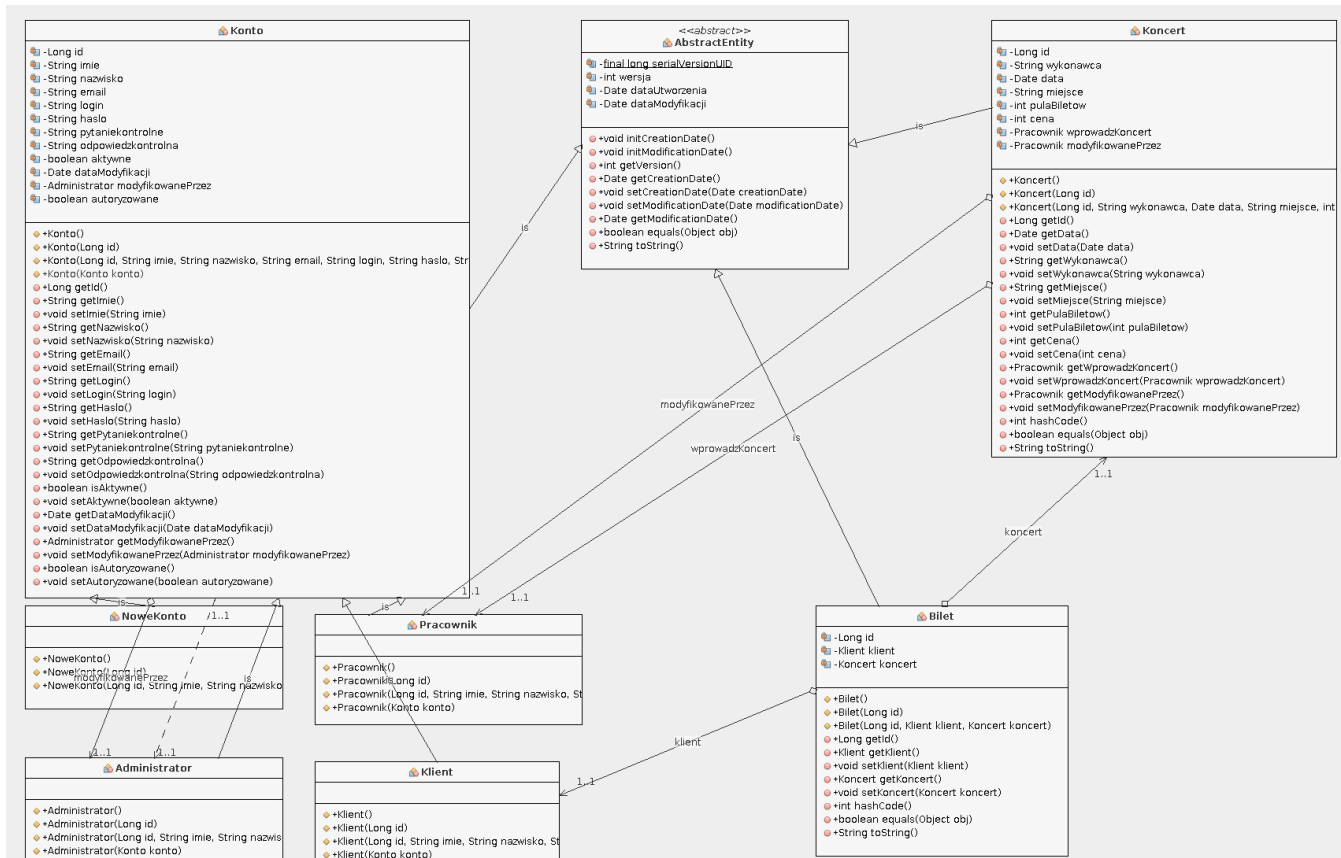 Konto
-Long id
-String imie
-String nazwisko
-String email
-String login
-String haslo
-String pytaniekontrolne
-String odpowiedzkontrolna
-boolean aktywne
-Date dataModyfikacji
-Administrator modyfikowanePrzez
-boolean autoryzowane
+Konto()
+Konto(Long id)
+Konto(Long id, String imie, String nazwisko, String email, String login, String haslo, Str
+Konto(Konto konto)
+Long getId()
+String getImie()
+void setImie(String imie)
+String getNazwisko()
+void setNazwisko(String nazwisko)
+String getEmail()
+void setEmail(String email)
+String getLogin()
+void setLogin(String login)
+String getHaslo()
+void setHaslo(String haslo)
+String getPytaniekontrolne()
+void setPytaniekontrolne(String pytaniekontrolne)
+String getOdpowiedzkontrolna()
+void setOdpowiedzkontrolna(String odpowiedzkontrolna)
+boolean isAktywne()
+void setAktywne(boolean aktywne)
+Date getDataModyfikacji()
+void setDataModyfikacji(Date dataModyfikacji)
+Administrator getModyfikowanePrzez()
+void setModyfikowanePrzez(Administrator modyfikowanePrzez)
+boolean isAutoryzowane()
+void setAutoryzowane(boolean autoryzowane)
<<abstract>>
AbstractEntity
-final long serialVersionUID
-int wersja
-Date dataUtworzenia
-Date dataModyfikacji
+void initCreationDate()
+void initModificationDate()
+int getVersion()
+Date getCreationDate()
+void setCreationDate(Date creationDate)
+void setModificationDate(Date modificationDate)
+Date getModificationDate()
+boolean equals(Object obj)
+String toString()
Koncert
-Long id
-String wykonawca
-Date data
-String miejsce
-int pulaBiletow
-int cena
-Pracownik wprowadzKoncert
-Pracownik modyfikowanePrzez
+Koncert()
+Koncert(Long id)
+Koncert(Long id, String wykonawca, Date data, String miejsce, int
+Long getId()
+Date getData()
+void setData(Date data)
+String getWykonawca()
+void setWykonawca(String wykonawca)
+String getMiejsce()
+void setMiejsce(String miejsce)
+int getPulaBiletow()
+void setPulaBiletow(int pulaBiletow)
+int getCena()
+void setCena(int cena)
+Pracownik getWprowadzKoncert()
+void setWprowadzKoncert(Pracownik wprowadzKoncert)
+Pracownik getModyfikowanePrzez()
+void setModyfikowanePrzez(Pracownik modyfikowanePrzez)
+int hashCode()
+boolean equals(Object obj)
+String toString()
is
is
is
modyfikowanePrzez
wprowadzKoncert
1..1
koncert
1..1
1..1
is
1..1
is
NoweKonto
+NoweKonto()
+NoweKonto(Long id)
+NoweKonto(Long id, String imie, String nazwisko
modyfikowanePrzez
is
1..1
1..1
Pracownik
+Pracownik()
+Pracownik(Long id)
+Pracownik(Long id, String imie, String nazwisko, St
+Pracownik(Konto konto)
is
Bilet
-Long id
-Klient klient
-Koncert koncert
+Bilet()
+Bilet(Long id)
+Bilet(Long id, Klient klient, Koncert koncert)
+Long getId()
+Klient getKlient()
+void setKlient(Klient klient)
+Koncert getKoncert()
+void setKoncert(Koncert koncert)
+int hashCode()
+boolean equals(Object obj)
+String toString()
klient
1..1
Administrator
+Administrator()
+Administrator(Long id)
+Administrator(Long id, String imie, String nazwis
+Administrator(Konto konto)
Klient
+Klient()
+Klient(Long id)
+Klient(Long id, String imie, String nazwisko, St
+Klient(Konto konto)